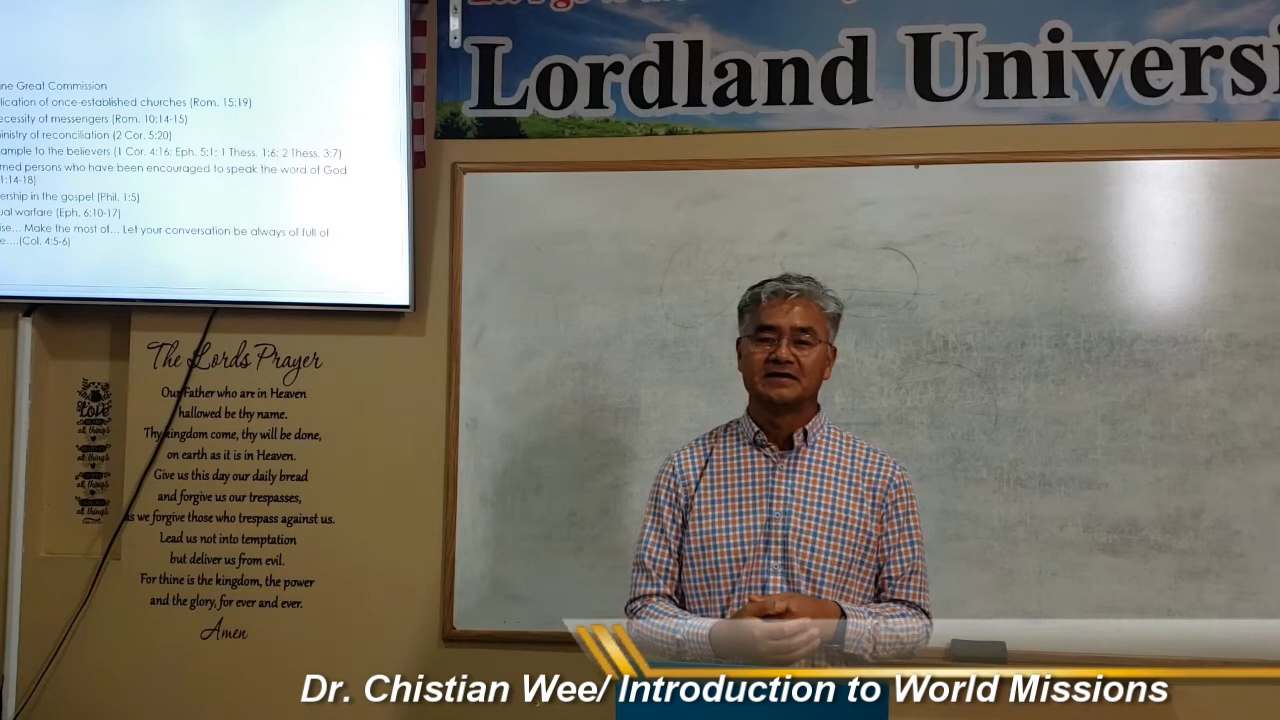 Lordland Universi
ne Great Commission
lication of once-established churches (Rom. 15:19)
ecessity of messengers (Rom. 10:14-15)
inistry of reconciliation (2 Cor. 5:20)
ample to the believers (1 Cor. 4:16; Eph. 5:1; 1 Thess. 1:6; 2 Thess. 3:7)
med persons who have been encouraged to speak the word of God
1:14-18)
ership in the gospel (Phil. 1:5)
ual warfare (Eph. 6:10-17)
ise... Make the most of... Let your conversation be always of full of
e....(Col. 4:5-6)
The Lords Prayer
Our Father who are in Heaven
hallowed be thy name.
Thy kingdom come, thy will be done,
on earth as it is in Heaven.
Give us this day our daily bread
and forgive us our trespasses,
as we forgive those who trespass against us.
Lead us not into temptation
but deliver us from evil.
For thine is the kingdom, the power
and the glory, for ever and ever.
Amen
Love
all things
all things
all things
Dr. Chistian Wee/ Introduction to World Missions